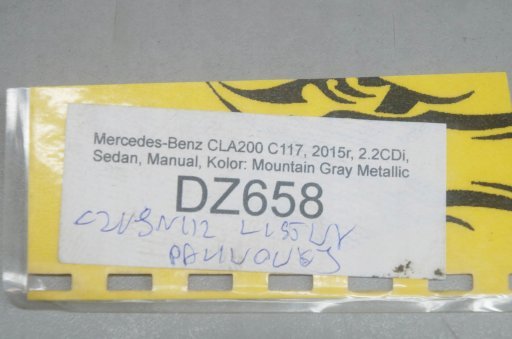 Mercedes-Benz CLA200 C117, 2015r, 2.2CDi,
Sedan, Manual, Kolor: Mountain Gray Metallic
DZ658
CZUJNIK LISTWY
PALIWOWEJ